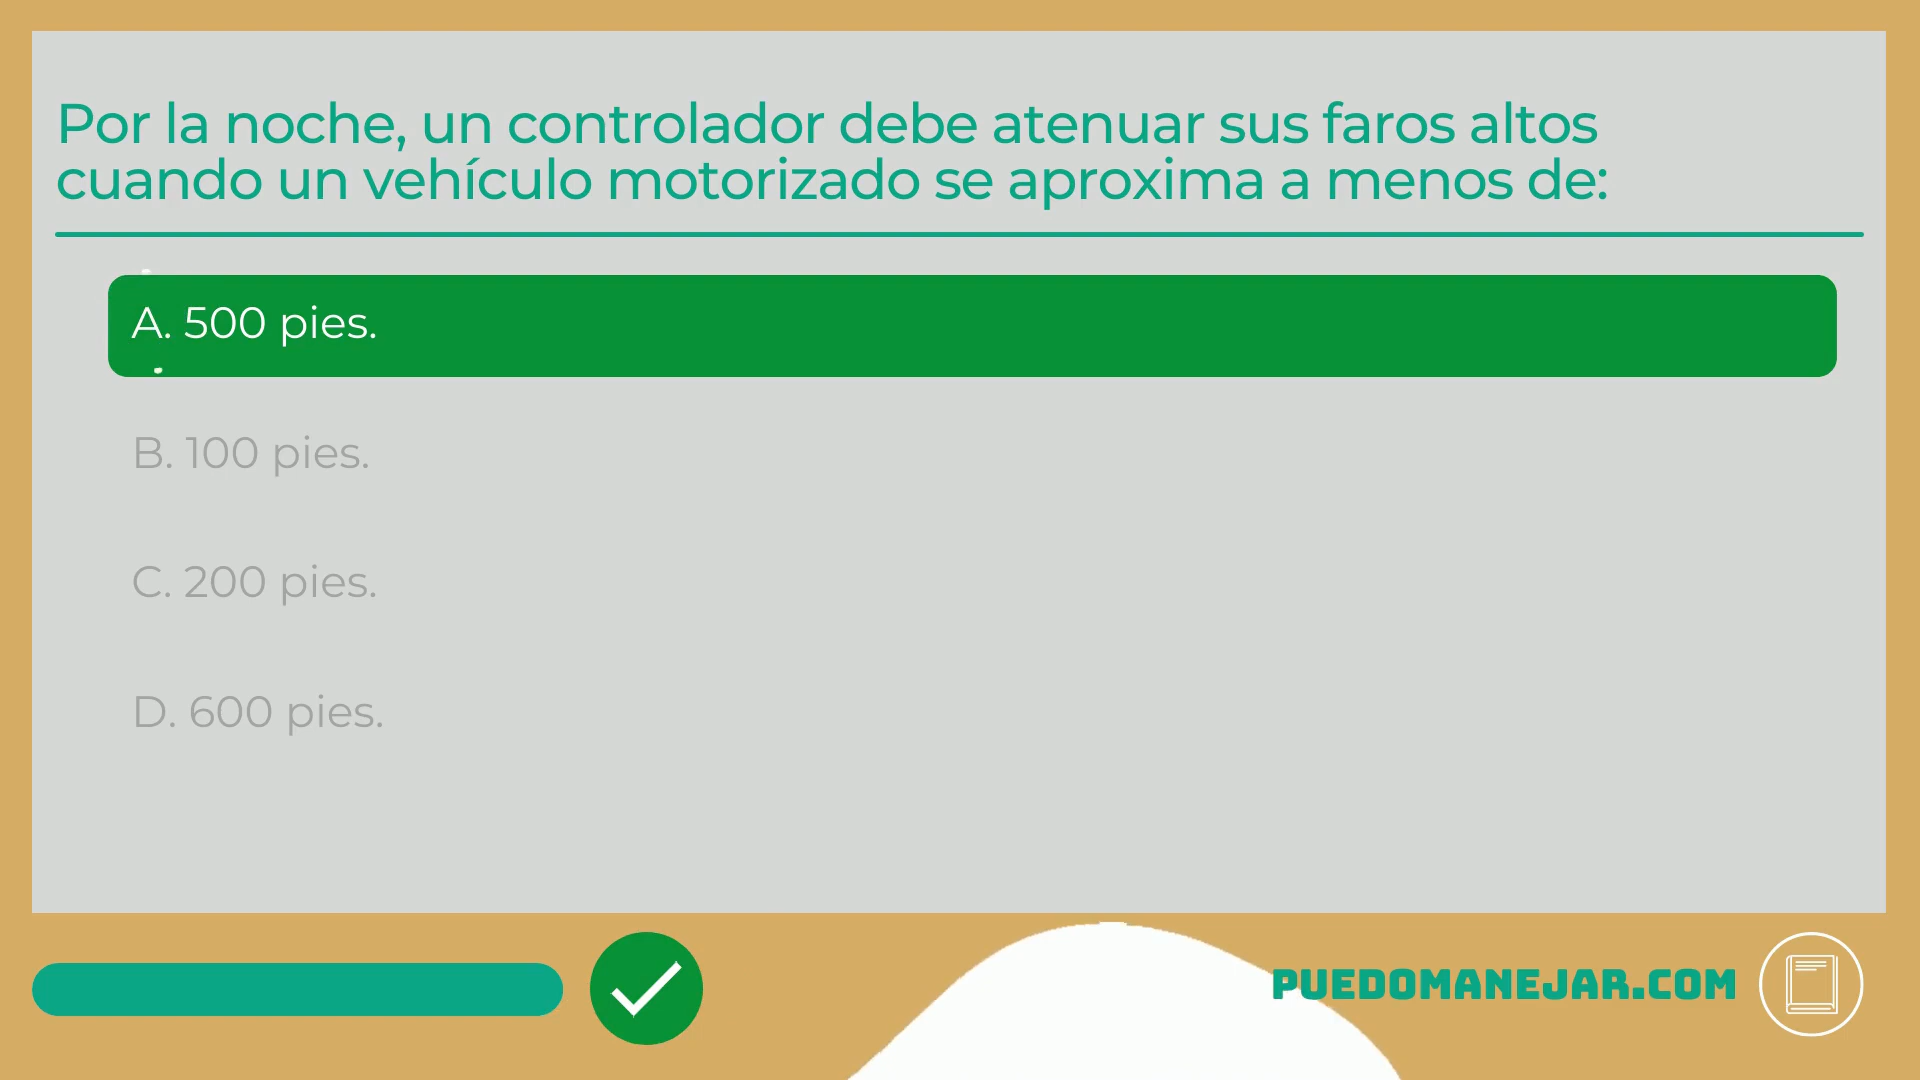 Por la noche, un controlador debe atenuar sus faros altos
cuando un vehículo motorizado se aproxima a menos de:
A. 500 pies.
B. 100 pies.
C. 200 pies.
D. 600 pies.
PUEDOMANEJAR.COM